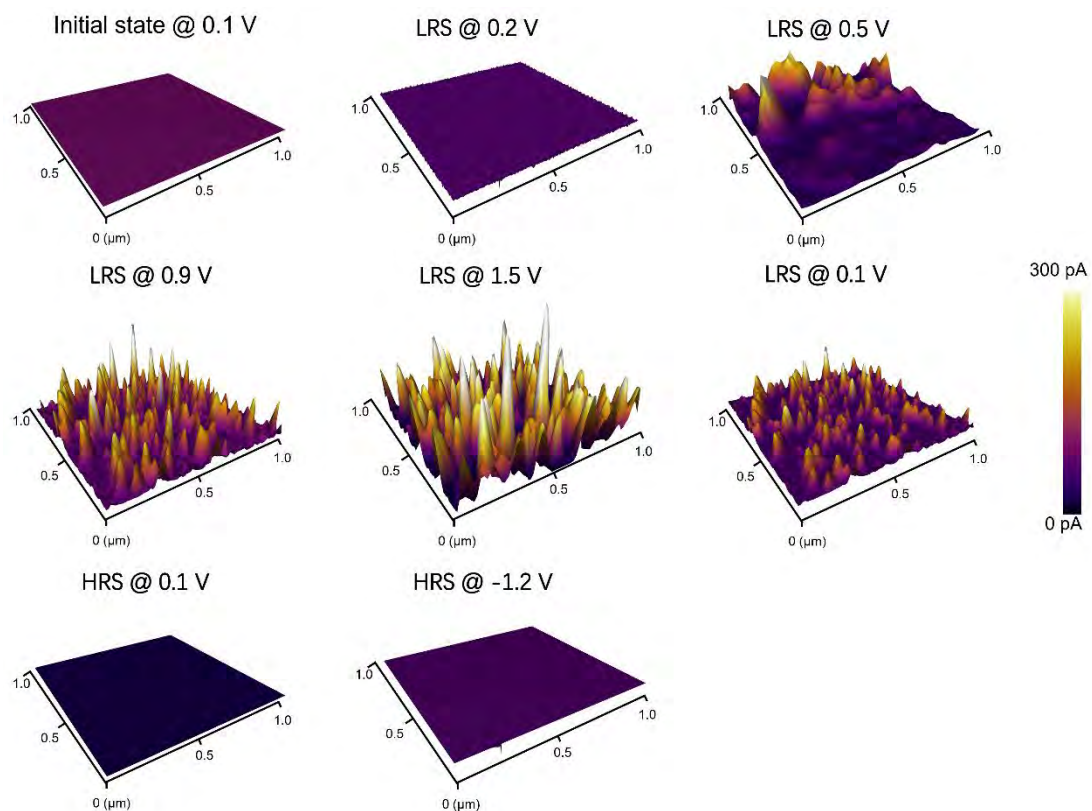 Initial state @ 0.1 V
LRS @ 0.2 V
LRS @ 0.5 V
1.0
0.5
0 (μm)
0.5
1.0
1.0
0.5
0 (μm)
0.5
1.0
1.0
0.5
0 (μm)
0.5
1.0
LRS @ 0.9 V
LRS @ 1.5 V
LRS @ 0.1 V
1.0
0.5
0 (μm)
0.5
1.0
1.0
0.5
0 (μm)
0.5
1.0
1.0
0.5
0 (μm)
0.5
1.0
300 pA
0 pA
HRS @ 0.1 V
HRS @ -1.2 V
1.0
0.5
0 (μm)
0.5
1.0
1.0
0.5
0 (μm)
0.5
1.0